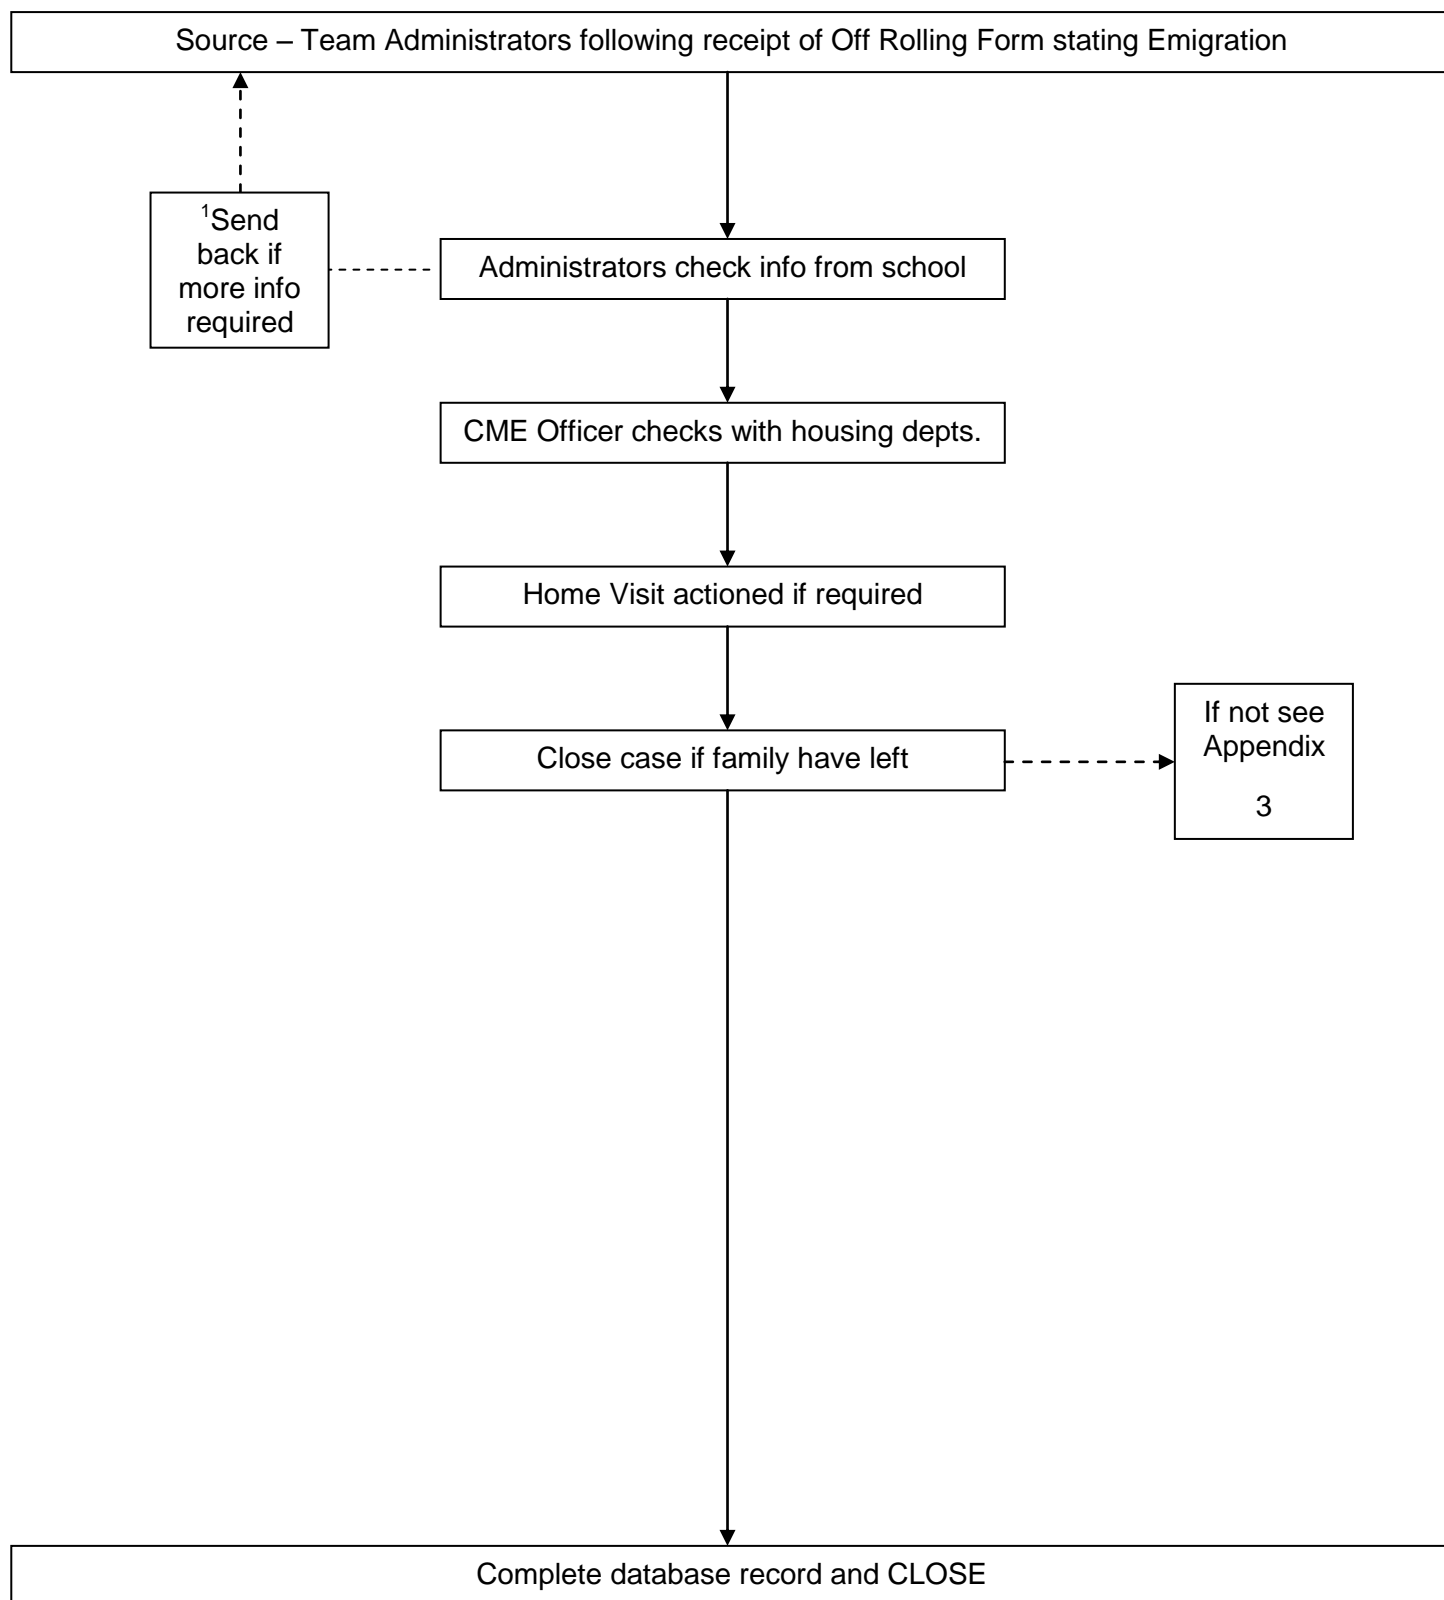 Source – Team Administrators following receipt of Off Rolling Form stating Emigration
¹Send
back if
more info
required
Administrators check info from school
CME Officer checks with housing depts.
Home Visit actioned if required
Close case if family have left
If not see
Appendix
3
Complete database record and CLOSE